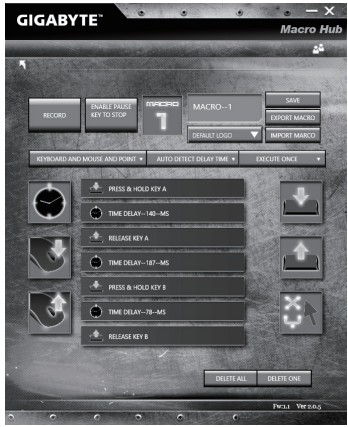 GIGABYTE™
Macro Hub
RECORD
ENABLE PAUSE
KEY TO STOP
MACRO
1
MACRO--1
DEFAULT LOGO
SAVE
EXPORT MACRO
IMPORT MARCO
KEYBOARD AND MOUSE AND POINT
AUTO DETECT DELAY TIME
EXECUTE ONCE
PRESS & HOLD KEY A
TIME DELAY--140--MS
RELEASE KEY A
TIME DELAY--187--MS
PRESS & HOLD KEY B
TIME DELAY--78--MS
RELEASE KEY B
DELETE ALL
DELETE ONE
Fw:1.1 Ver 2.0.5